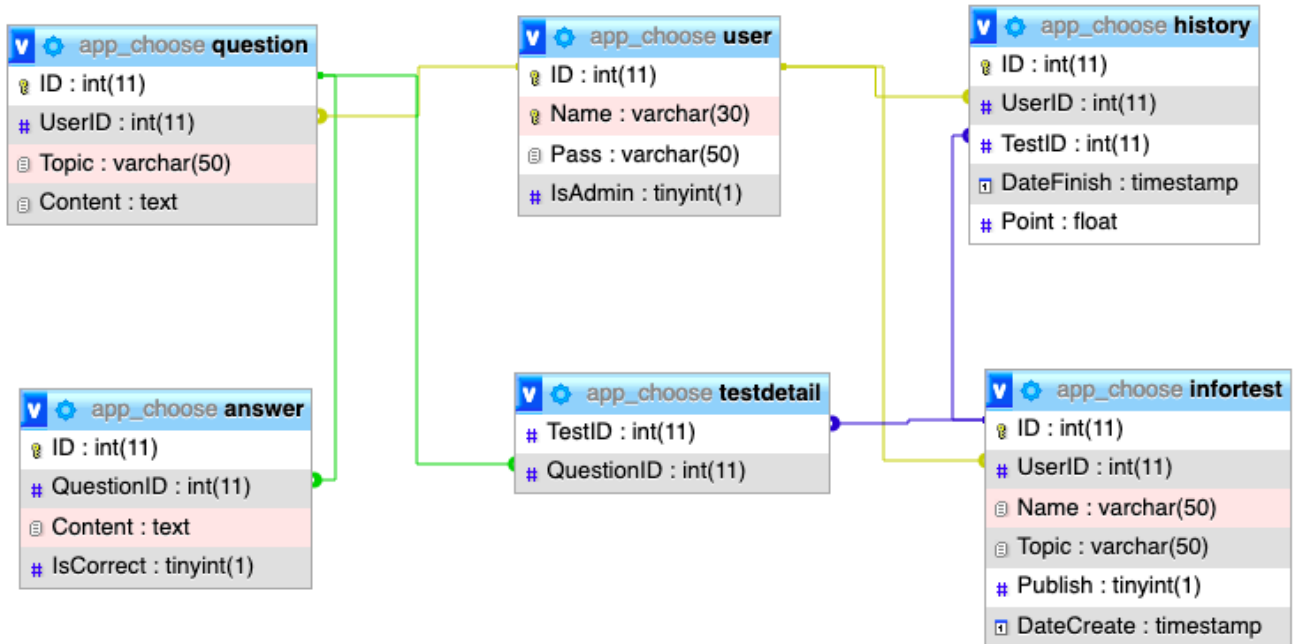 v app_choose question
ID : int(11)
# UserID : int(11)
Topic : varchar(50)
Content : text
v app_choose user
ID : int(11)
Name : varchar(30)
Pass : varchar(50)
# IsAdmin : tinyint(1)
v app_choose history
ID : int(11)
# UserID : int(11)
# TestID : int(11)
DateFinish : timestamp
# Point : float
v app_choose answer
ID : int(11)
# QuestionID : int(11)
Content : text
# IsCorrect : tinyint(1)
v app_choose testdetail
# TestID : int(11)
# QuestionID : int(11)
v app_choose infortest
ID : int(11)
# UserID : int(11)
Name : varchar(50)
Topic : varchar(50)
# Publish : tinyint(1)
DateCreate : timestamp